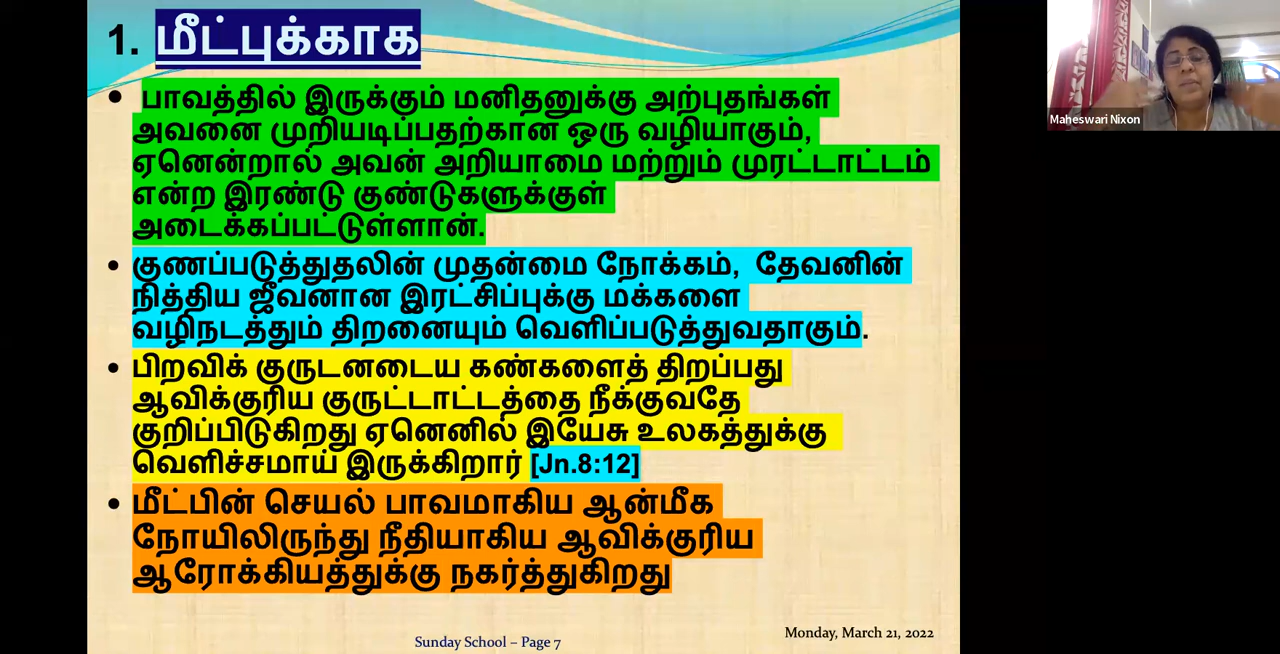 1. மீட்புக்காக
• பாவத்தில் இருக்கும் மனிதனுக்கு அற்புதங்கள்
அவனை முறியடிப்பதற்கான ஒரு வழியாகும்,
ஏனென்றால் அவன் அறியாமை மற்றும் முரட்டாட்டம்
என்ற இரண்டு குண்டுகளுக்குள்
அடைக்கப்பட்டுள்ளான்.
• குணப்படுத்துதலின் முதன்மை நோக்கம், தேவனின்
நித்திய ஜீவனான இரட்சிப்புக்கு மக்களை
வழிநடத்தும் திறனையும் வெளிப்படுத்துவதாகும்.
• பிறவிக் குருடனடைய கண்களைத் திறப்பது
ஆவிக்குரிய குருட்டாட்டத்தை நீக்குவதே
குறிப்பிடுகிறது ஏனெனில் இயேசு உலகத்துக்கு
வெளிச்சமாய் இருக்கிறார் [Jn.8:12]
• மீட்பின் செயல் பாவமாகிய ஆன்மீக
நோயிலிருந்து நீதியாகிய ஆவிக்குரிய
ஆரோக்கியத்துக்கு நகர்த்துகிறது
Sunday School – Page 7
Monday, March 21, 2022
Maheswari Nixon